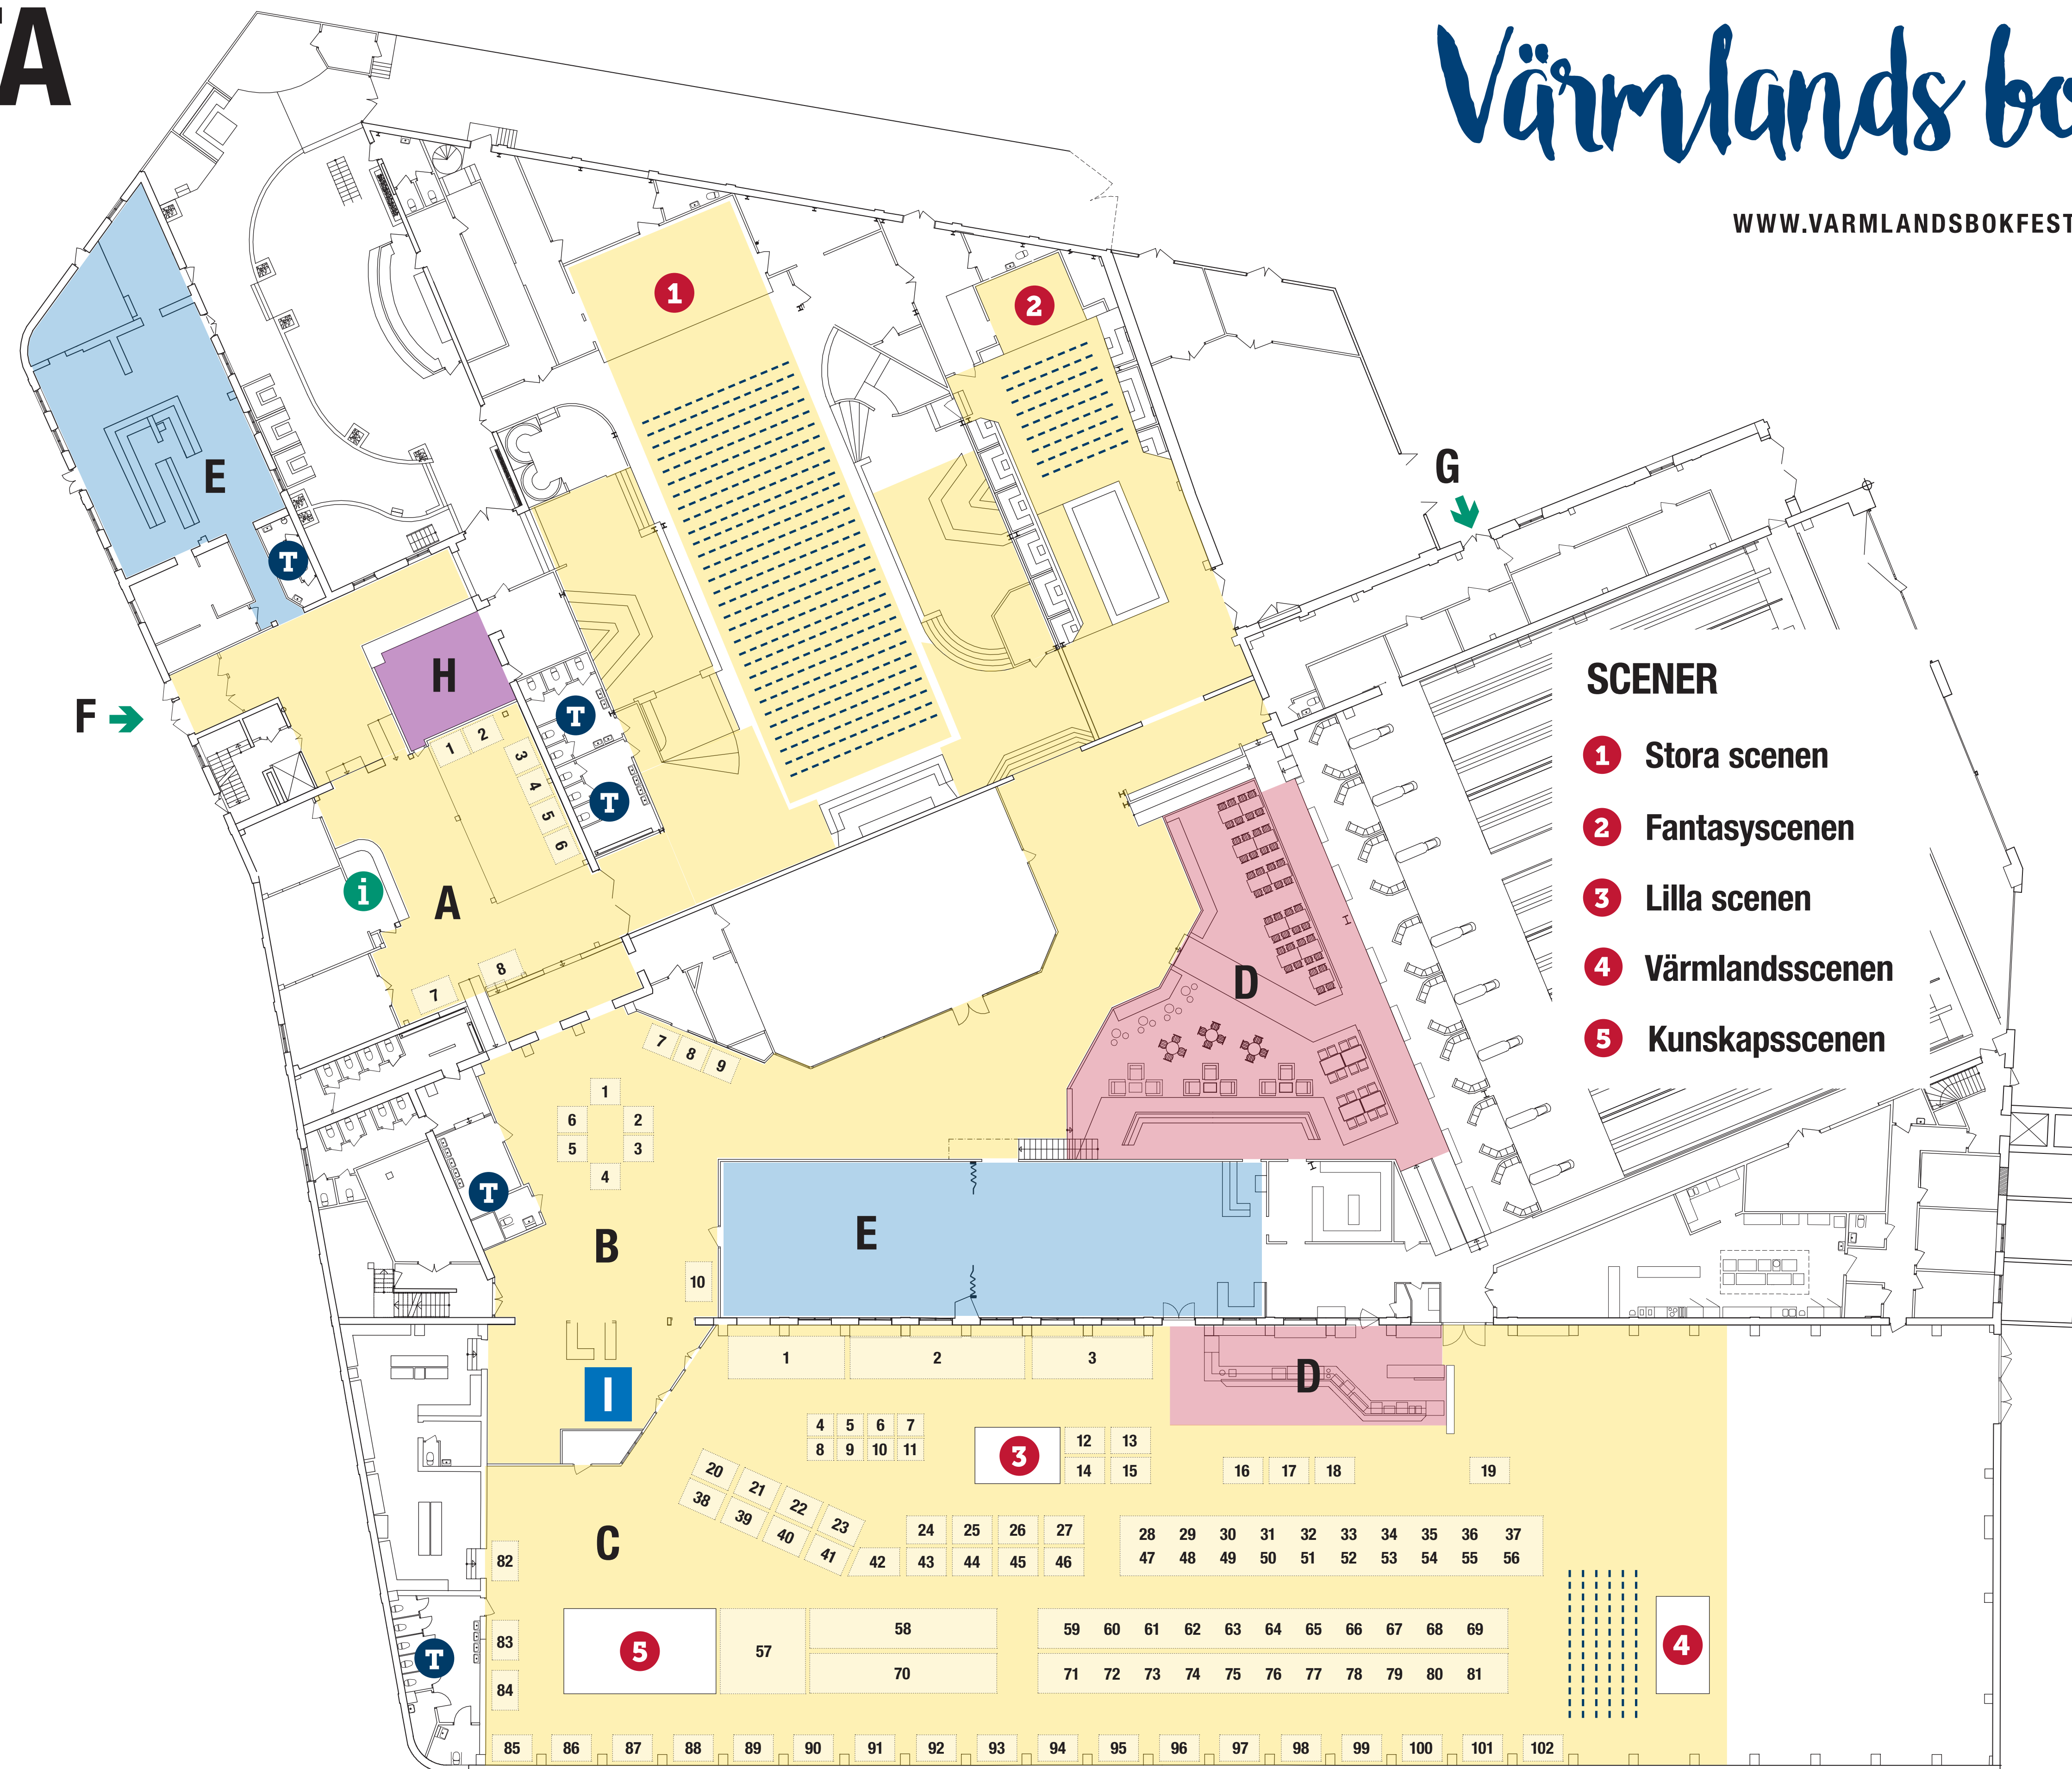 TA
Värmlands bo
WWW.VARMLANDSBOKFEST
1
2
E
G
T
H
F
T
1 2
3
4
5
6
T
i
A
8
7
D
SCENER
1 Stora scenen
2 Fantasyscenen
3 Lilla scenen
4 Värmlandsscenen
5 Kunskapsscenen
7 8 9
1
6 2
5 3
4
T
B
E
10
1 2 3
D
I
4 5 6 7
8 9 10 11
3
12 13
14 15
16 17 18 19
20 21 22 23
38 39 40 41
42
24 25 26 27
43 44 45 46
28 29 30 31 32 33 34 35 36 37
47 48 49 50 51 52 53 54 55 56
C
82
83
84
T
5
57
58
70
59 60 61 62 63 64 65 66 67 68 69
71 72 73 74 75 76 77 78 79 80 81
4
85 86 87 88 89 90 91 92 93 94 95 96 97 98 99 100 101 102